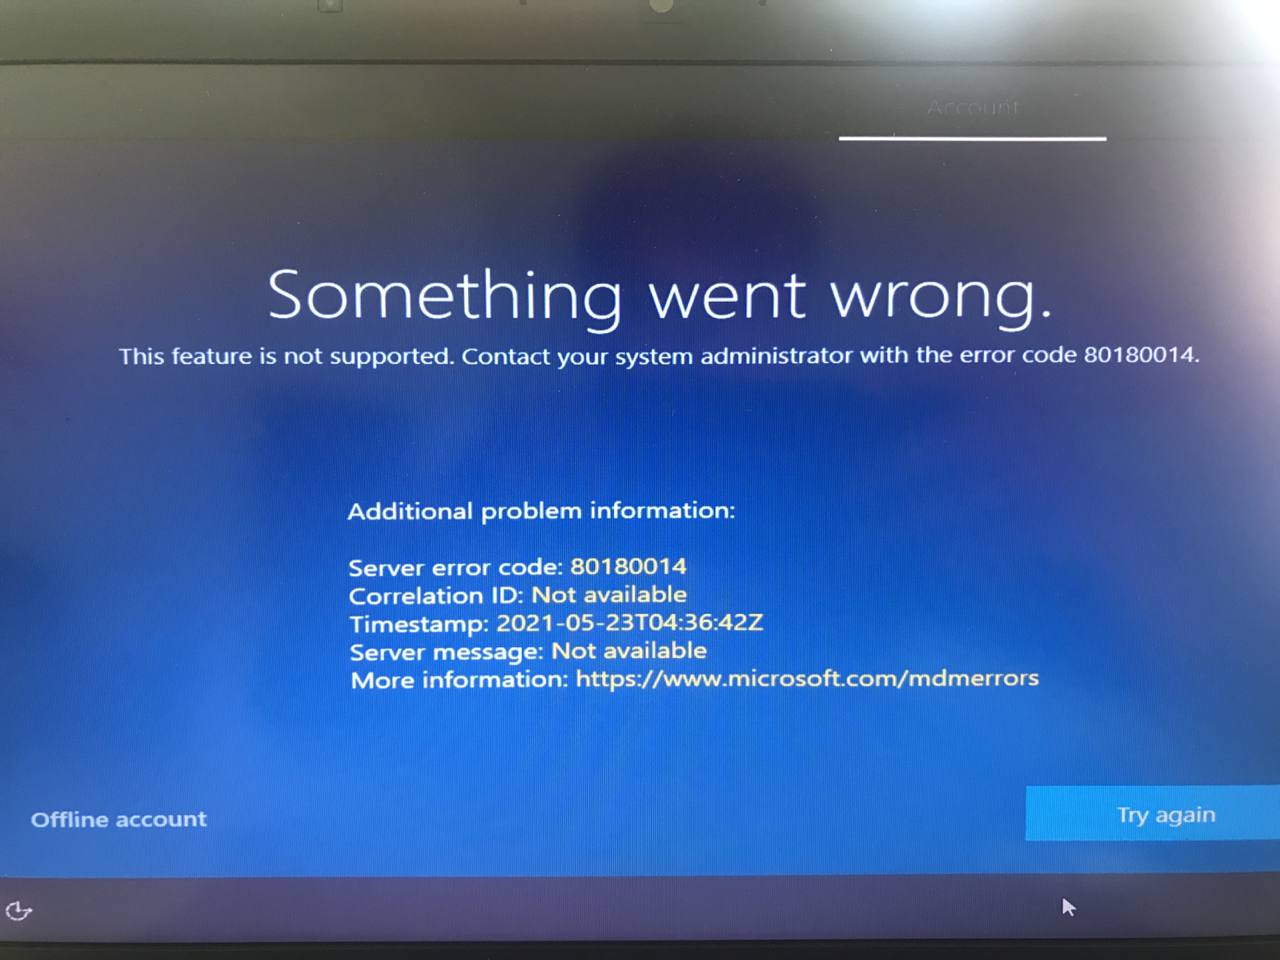 Account
Something went wrong.
This feature is not supported. Contact your system administrator with the error code 80180014.
Additional problem information:
Server error code: 80180014
Correlation ID: Not available
Timestamp: 2021-05-23T04:36:42Z
Server message: Not available
More information: https://www.microsoft.com/mdmerrors
Offline account
Try again